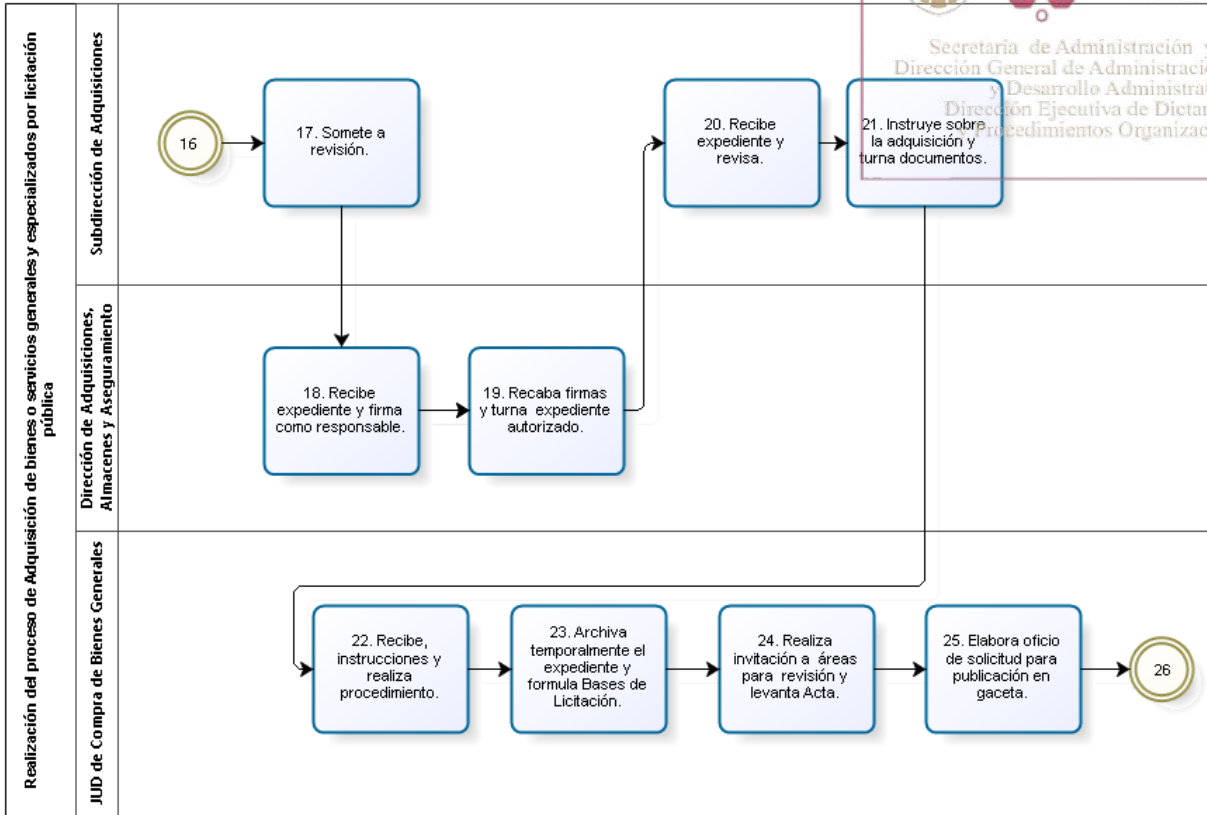 Realización del proceso de Adquisición de bienes o servicios generales y especializados por licitación
pública
Subdirección de Adquisiciones
16
17. Somete a
revisión.
20. Recibe
expediente y
revisa.
21. Instruye sobre
la adquisición y
turna documentos.
Secretaría de Administración y
Dirección General de Administraci
y Desarrollo Administra
Dirección Ejecutiva de Dicta
y Procedimientos Organizac
Dirección de Adquisiciones,
Almacenes y Aseguramiento
18. Recibe
expediente y firma
como responsable.
19. Recaba firmas
y turna expediente
autorizado.
JUD de Compra de Bienes Generales
22. Recibe,
instrucciones y
realiza
procedimiento.
23. Archiva
temporalmente el
expediente y
formula Bases de
Licitación.
24. Realiza
invitación a áreas
para revisión y
levanta Acta.
25. Elabora oficio
de solicitud para
publicación en
gaceta.
26